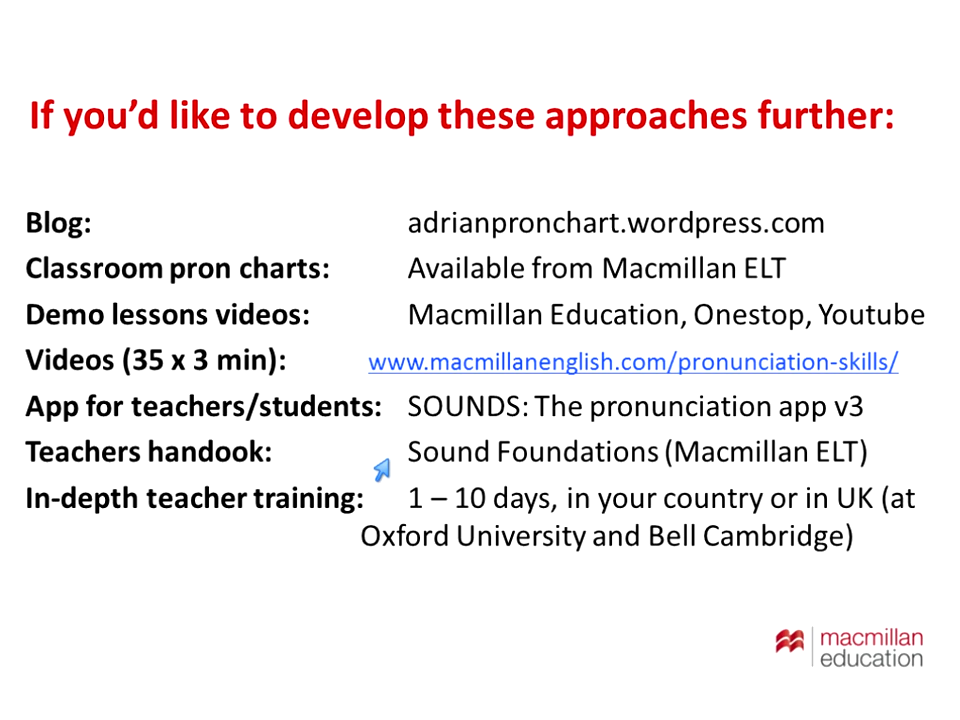 If you’d like to develop these approaches further:
Blog: adrianpronchart.wordpress.com
Classroom pron charts: Available from Macmillan ELT
Demo lessons videos: Macmillan Education, Onestop, Youtube
Videos (35 x 3 min): www.macmillanenglish.com/pronunciation-skills/
App for teachers/students: SOUNDS: The pronunciation app v3
Teachers handook: Sound Foundations (Macmillan ELT)
In-depth teacher training: 1 – 10 days, in your country or in UK (at
Oxford University and Bell Cambridge)
macmillan
education